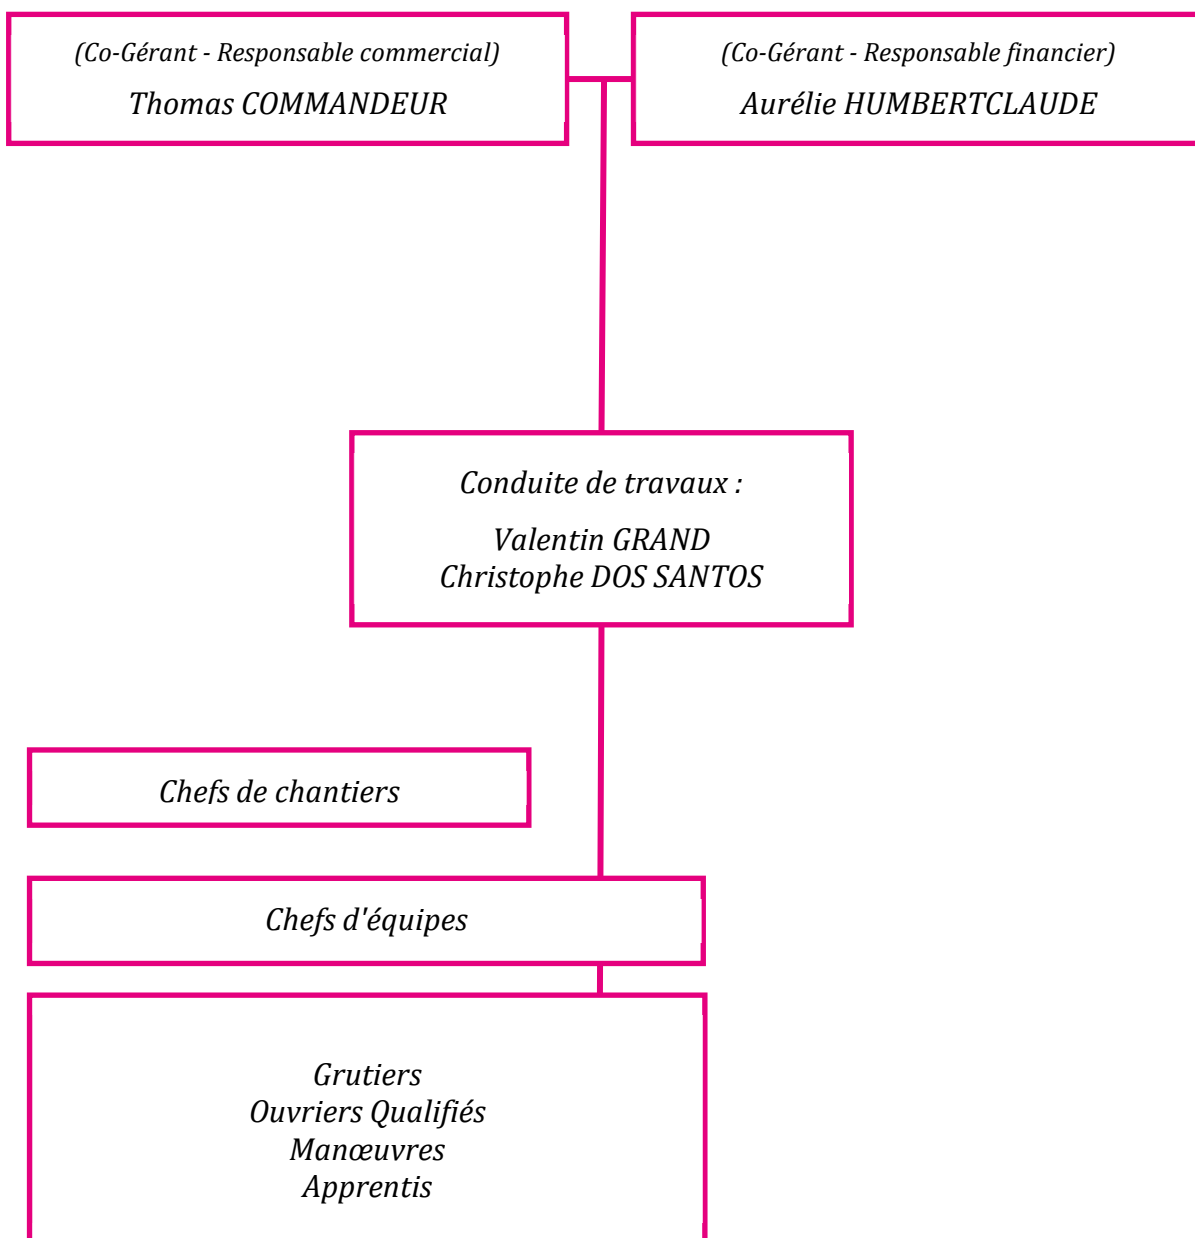 (Co-Gérant - Responsable commercial)
Thomas COMMANDEUR
(Co-Gérant - Responsable financier)
Aurélie HUMBERTCLAUDE
Conduite de travaux :
Valentin GRAND
Christophe DOS SANTOS
Chefs de chantiers
Chefs d'équipes
Grutiers
Ouvriers Qualifiés
Manœuvres
Apprentis